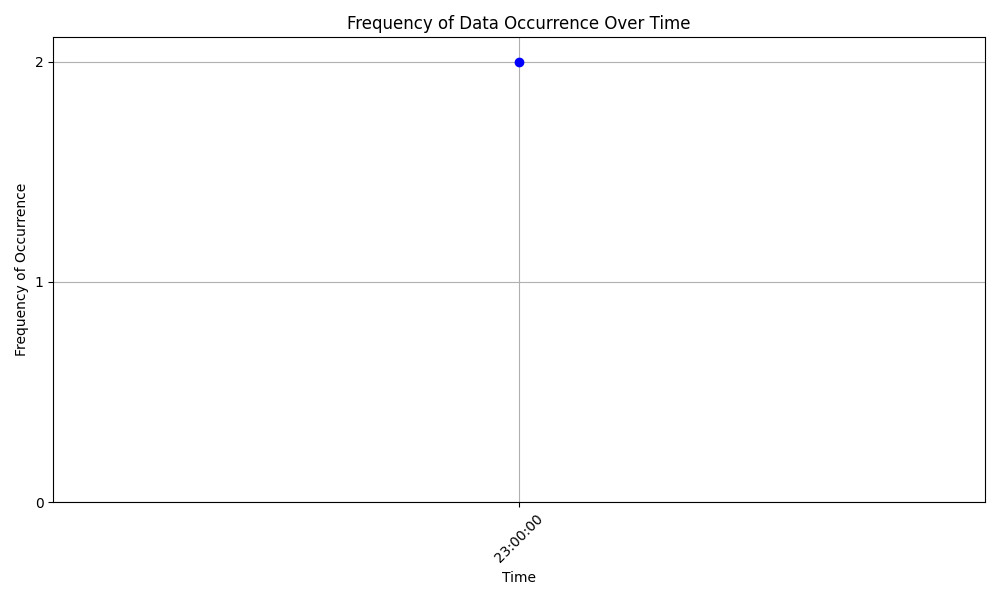 Frequency of Data Occurrence Over Time
Frequency of Occurrence
2
1
0
23:00:00
Time